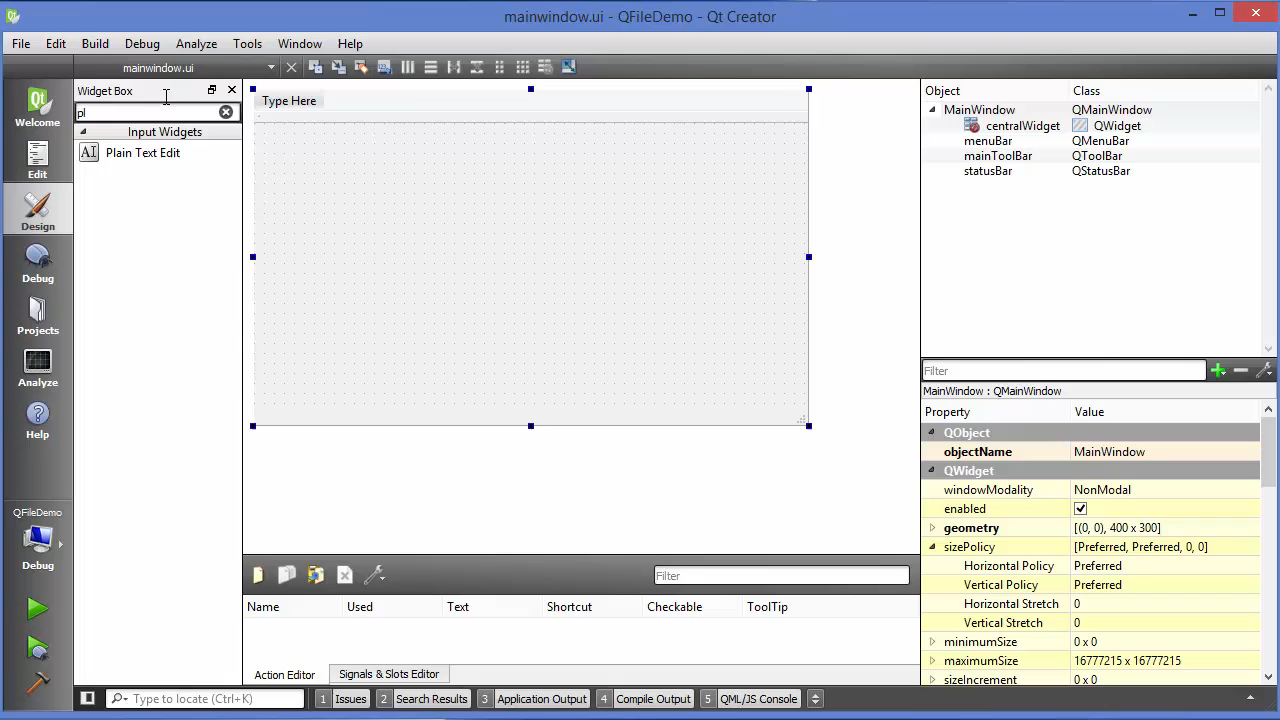 mainwindow.ui - QFileDemo - Qt Creator
File Edit Build Debug Analyze Tools Window Help
mainwindow.ui
Widget Box
pl
Input Widgets
AI Plain Text Edit
Qt
Welcome
Edit
Design
Debug
Projects
Analyze
Help
QFileDemo
Debug
Type Here
Object Class
MainWindow QMainWindow
centralWidget QWidget
menuBar QMenuBar
mainToolBar QToolBar
statusBar QStatusBar
Filter
MainWindow : QMainWindow
Property Value
QObject
objectName MainWindow
QWidget
windowModality NonModal
enabled
geometry [(0, 0), 400 x 300]
sizePolicy [Preferred, Preferred, 0, 0]
Horizontal Policy Preferred
Vertical Policy Preferred
Horizontal Stretch 0
Vertical Stretch 0
minimumSize 0 x 0
maximumSize 16777215 x 16777215
sizeIncrement 0 x 0
Filter
Name Used Text Shortcut Checkable ToolTip
Action Editor Signals & Slots Editor
Type to locate (Ctrl+K) 1 Issues 2 Search Results 3 Application Output 4 Compile Output 5 QML/JS Console